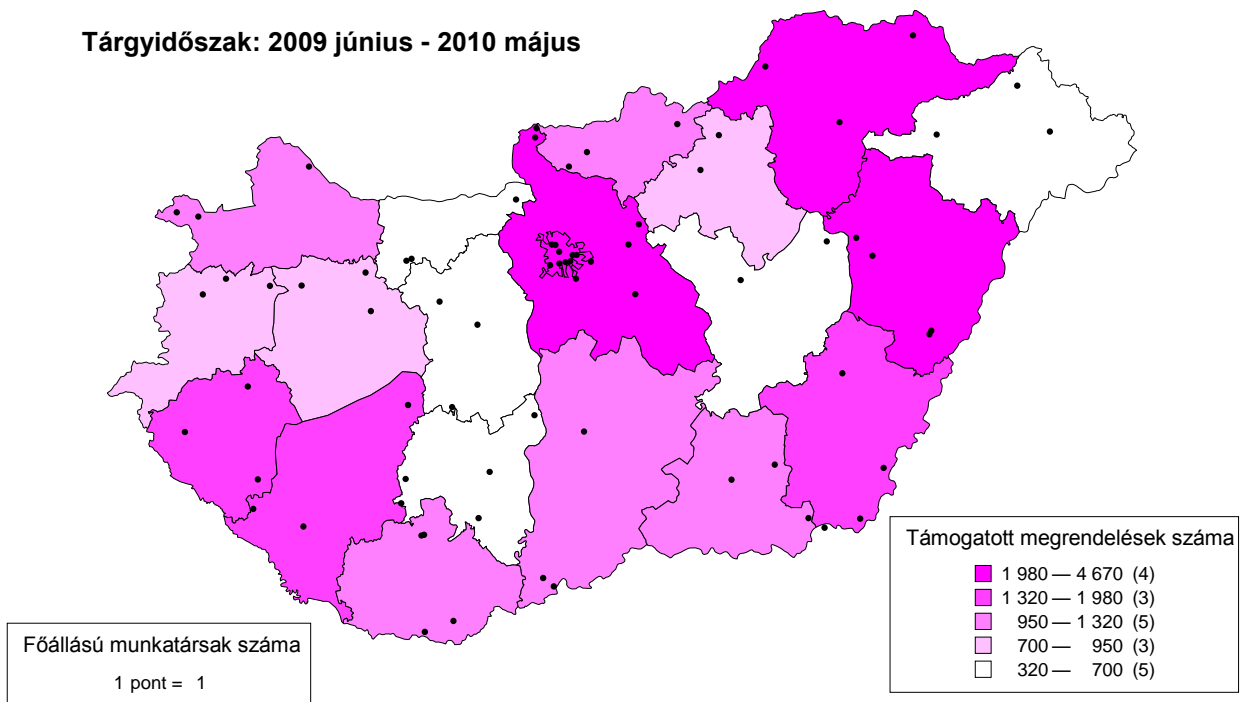 Tárgyidőszak: 2009 június - 2010 május
Támogatott megrendelések száma
1 980 — 4 670 (4)
1 320 — 1 980 (3)
950 — 1 320 (5)
700 — 950 (3)
320 — 700 (5)
Főállású munkatársak száma
1 pont = 1